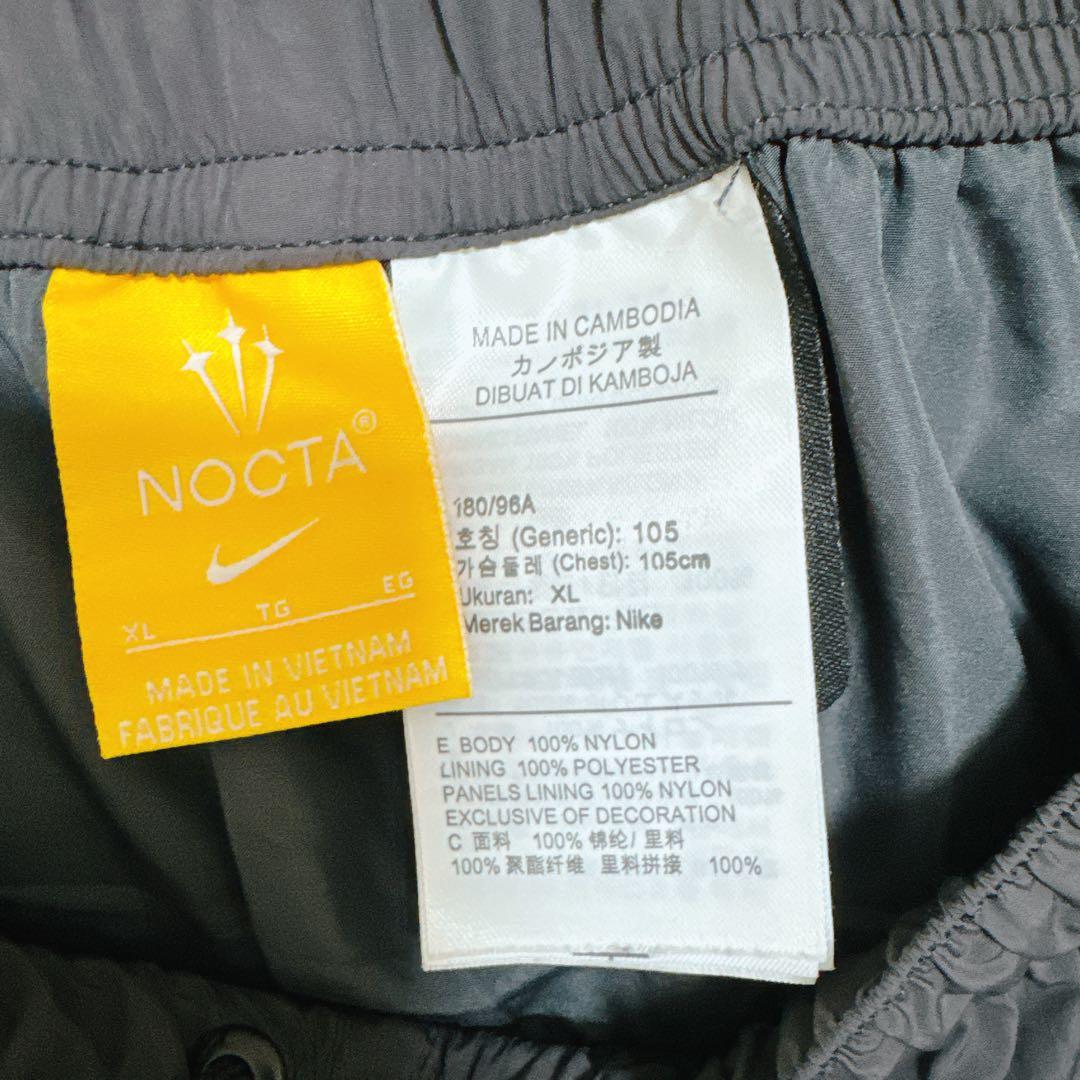 NOCTA®
XL TG EG
MADE IN VIETNAM
FABRIQUE AU VIETNAM
MADE IN CAMBODIA
カノポジア製
DIBUAT DI KAMBOJA
180/96A
호칭 (Generic): 105
가슴둘레 (Chest): 105cm
Ukuran: XL
Merek Barang: Nike
E BODY 100% NYLON
LINING 100% POLYESTER
PANELS LINING 100% NYLON
EXCLUSIVE OF DECORATION
C 面料 100% 锦纶/ 里料
100% 聚酯纤维 里料拼接 100%